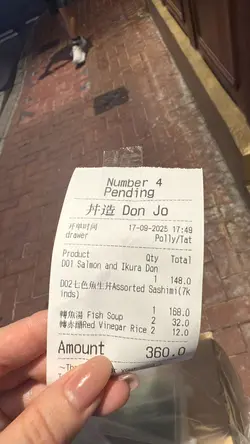 Number 4
Pending
丼造 Don Jo
开单时间 17-09-2025 17:49
drawer Polly/Tat
Product Qty Total
D01 Salmon and Ikura Don
1 148.0
D02七色魚生丼Assorted Sashimi(7k
inds)
1 168.0
轉魚湯 Fish Soup 2 32.0
轉赤醋Red Vinegar Rice 2 12.0
Amount 360.0